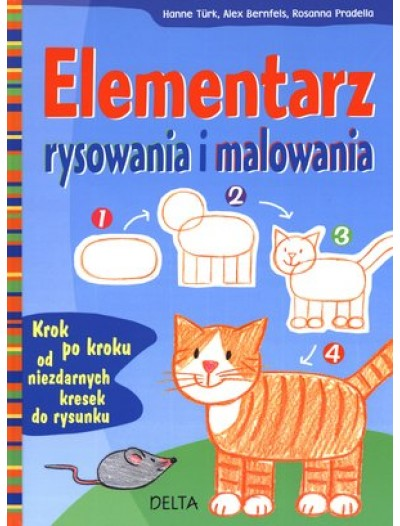 Hanne Türk, Alex Bernfels, Rosanna Pradella
Elementarz
rysowania i malowania
1
2
3
4
Krok
po kroku
od
niezdarnych
kresek
do rysunku
DELTA